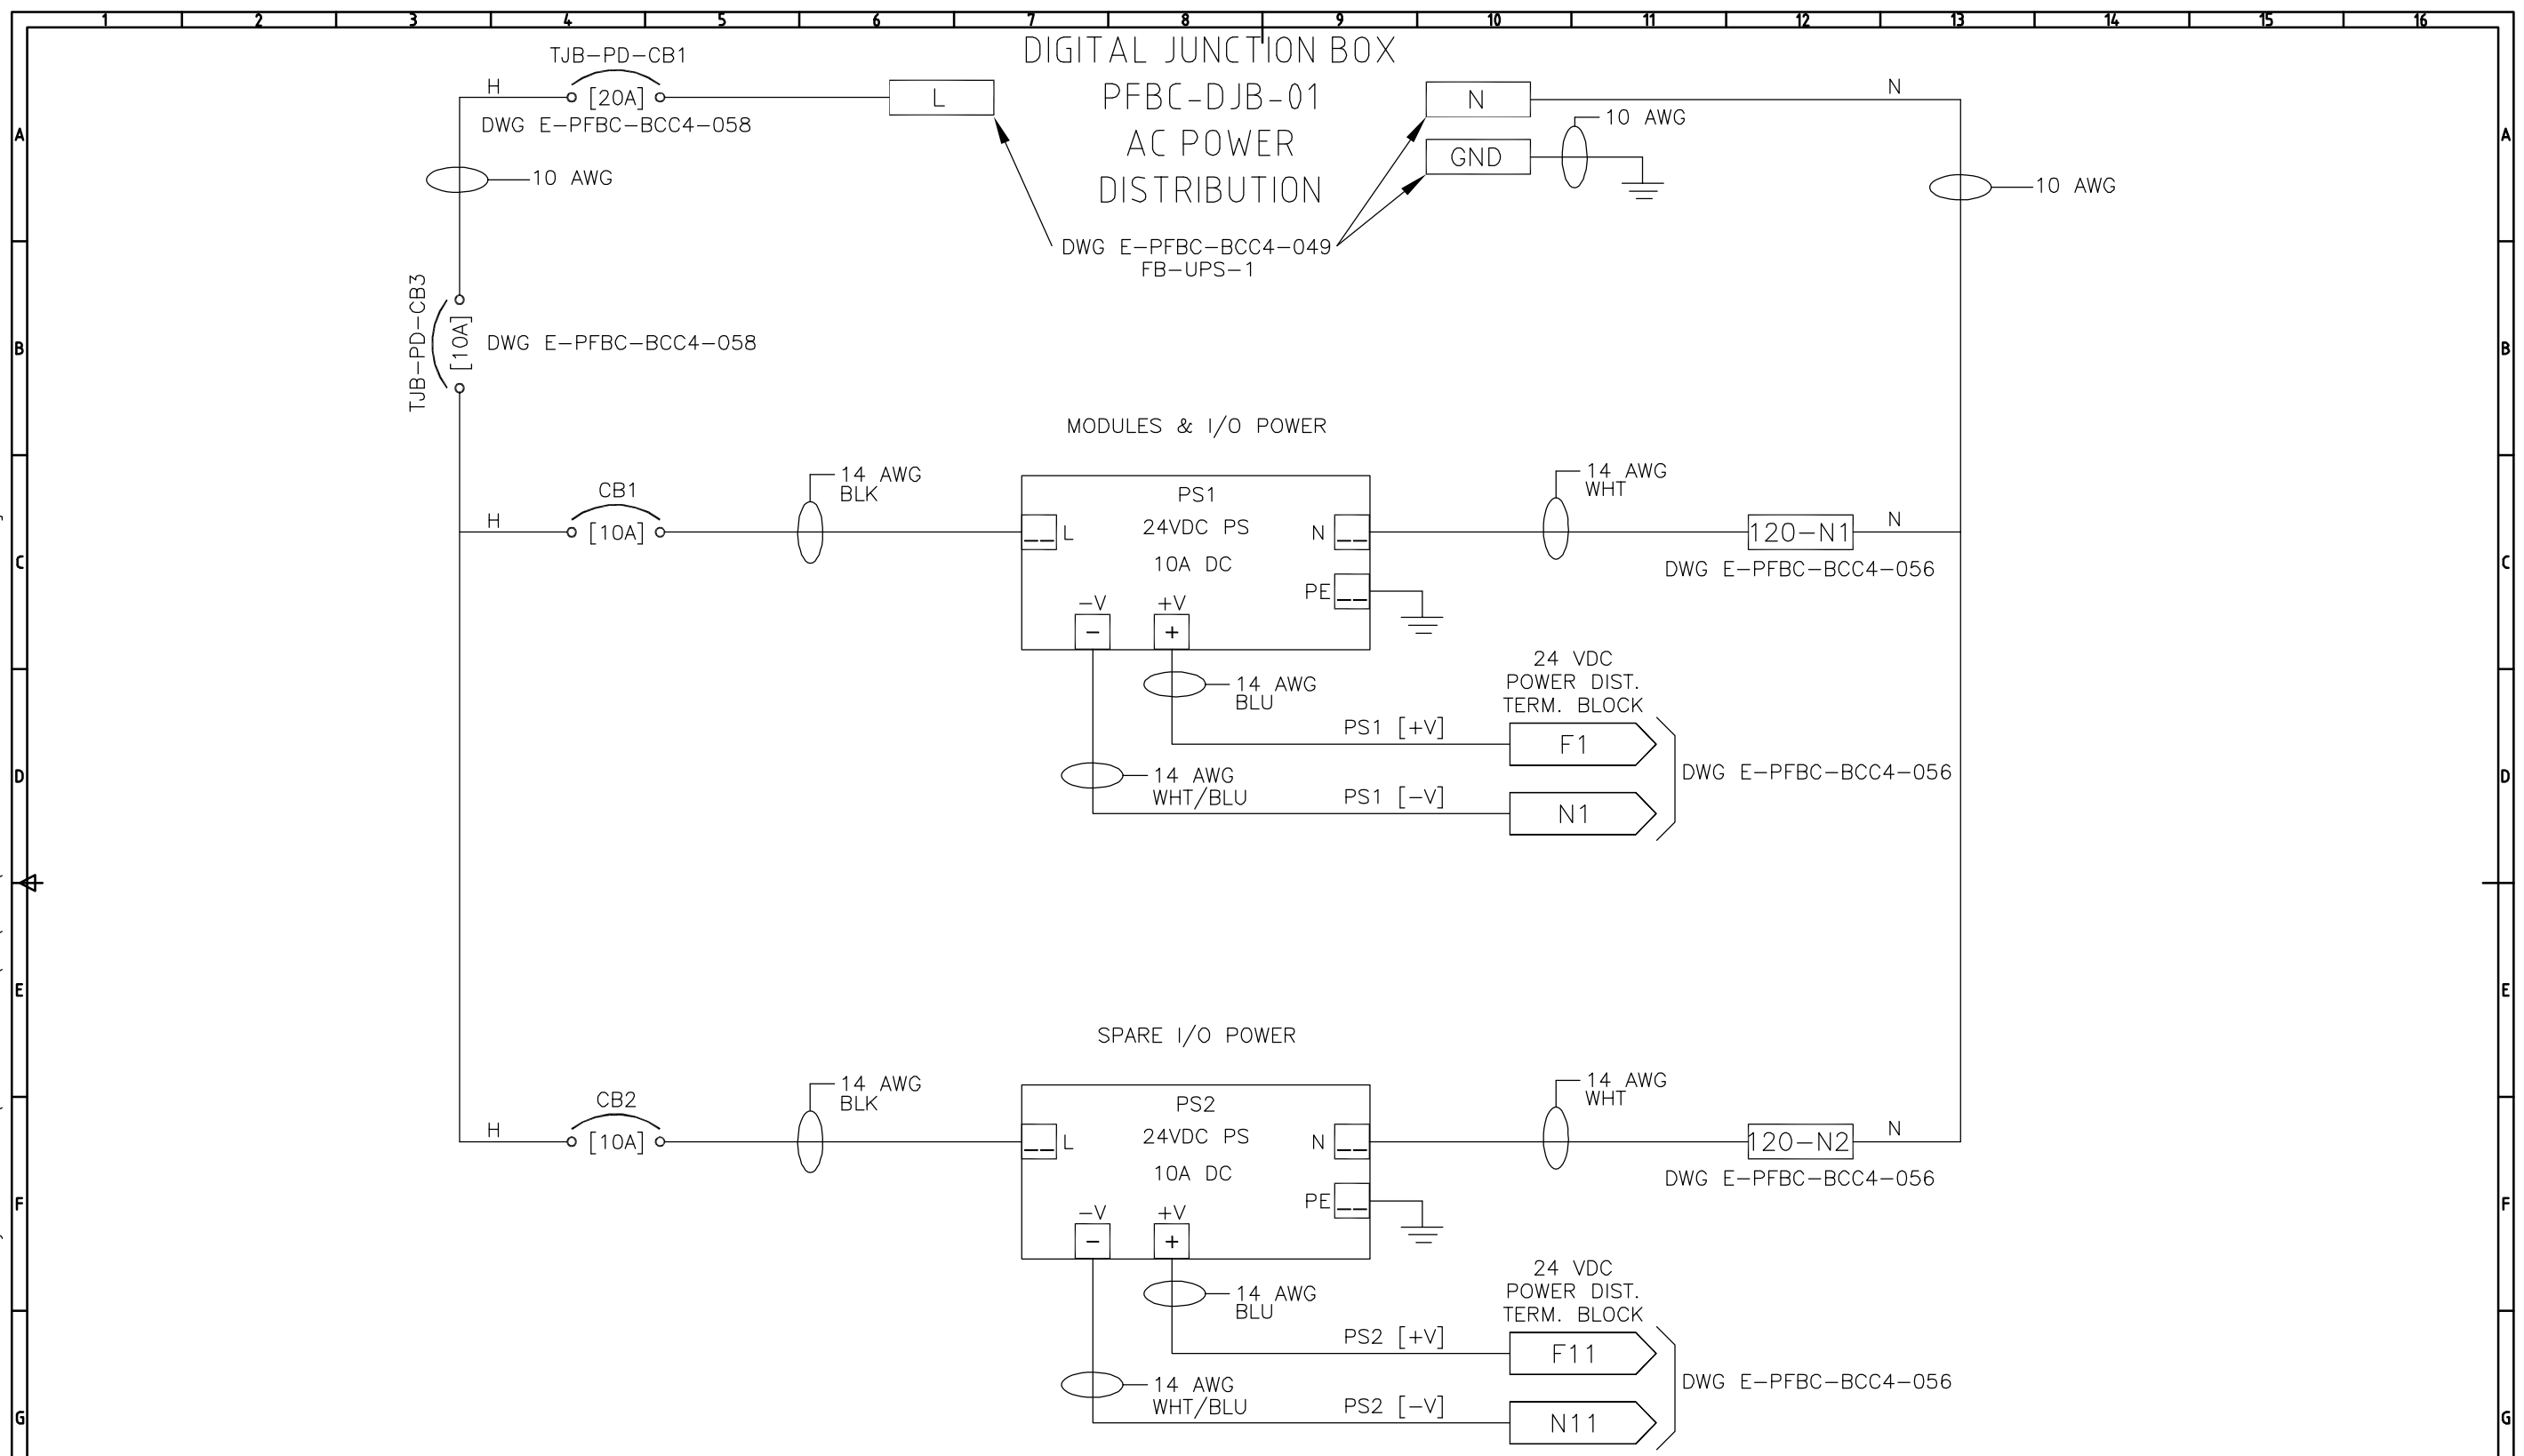 1 2 3 4 5 6 7 8 9 10 11 12 13 14 15 16
DIGITAL JUNCTION BOX
PFBC-DJB-01
AC POWER
DISTRIBUTION
TJB-PD-CB1
H
[20A]
DWG E-PFBC-BCC4-058
L
N
N
GND
10 AWG
A
A
10 AWG
10 AWG
DWG E-PFBC-BCC4-049
FB-UPS-1
TJB-PD-CB3
[10A]
DWG E-PFBC-BCC4-058
B
B
MODULES & I/O POWER
CB1
H
[10A]
14 AWG
BLK
PS1
24VDC PS
10A DC
L
N
PE
-V
+V
-
+
14 AWG
WHT
120-N1
N
DWG E-PFBC-BCC4-056
C
C
14 AWG
BLU
24 VDC
POWER DIST.
TERM. BLOCK
PS1 [+V]
F1
DWG E-PFBC-BCC4-056
D
D
14 AWG
WHT/BLU
PS1 [-V]
N1
E
E
SPARE I/O POWER
CB2
H
[10A]
14 AWG
BLK
PS2
24VDC PS
10A DC
L
N
PE
-V
+V
-
+
14 AWG
WHT
120-N2
N
DWG E-PFBC-BCC4-056
F
F
14 AWG
BLU
24 VDC
POWER DIST.
TERM. BLOCK
PS2 [+V]
F11
DWG E-PFBC-BCC4-056
14 AWG
WHT/BLU
PS2 [-V]
N11
G
G